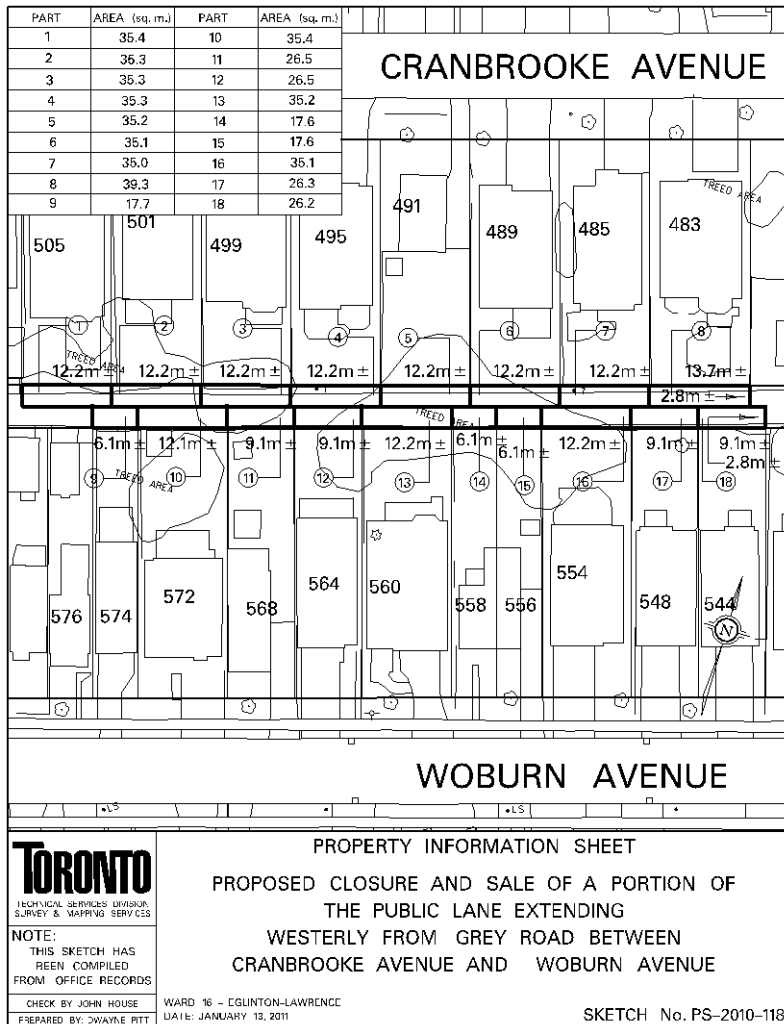 PART AREA (sq. m.) PART AREA (sq. m.)
1 35.4 10 35.4
2 35.3 11 26.5
3 35.3 12 26.5
4 35.3 13 35.2
5 35.2 14 17.6
6 35.1 15 17.6
7 35.0 16 35.1
8 39.3 17 26.3
9 17.7 18 26.2
CRANBROOKE AVENUE
TREED AREA
505 501 499 495 491 489 485 483
1 2 3 4 5 6 7 8
TREED AREA
12.2m± 12.2m± 12.2m± 12.2m± 12.2m± 12.2m± 12.2m± 13.7m±
2.8m±
TREED AREA
6.1m± 12.1m± 9.1m± 9.1m± 12.2m± 6.1m± 6.1m± 12.2m± 9.1m± 9.1m±
2.8m±
9 10 11 12 13 14 15 16 17 18
TREED AREA
576 574 572 568 564 560 558 556 554 548 544
N
WOBURN AVENUE
LS LS
TORONTO
TECHNICAL SERVICES DIVISION
SURVEY & MAPPING SERVICES
NOTE:
THIS SKETCH HAS
BEEN COMPILED
FROM OFFICE RECORDS
CHECK BY JOHN HOUSE
PREPARED BY: DWAYNE PITT
PROPERTY INFORMATION SHEET
PROPOSED CLOSURE AND SALE OF A PORTION OF
THE PUBLIC LANE EXTENDING
WESTERLY FROM GREY ROAD BETWEEN
CRANBROOKE AVENUE AND WOBURN AVENUE
WARD 16 – EGLINTON–LAWRENCE
DATE: JANUARY 13, 2011
SKETCH No. PS–2010–118